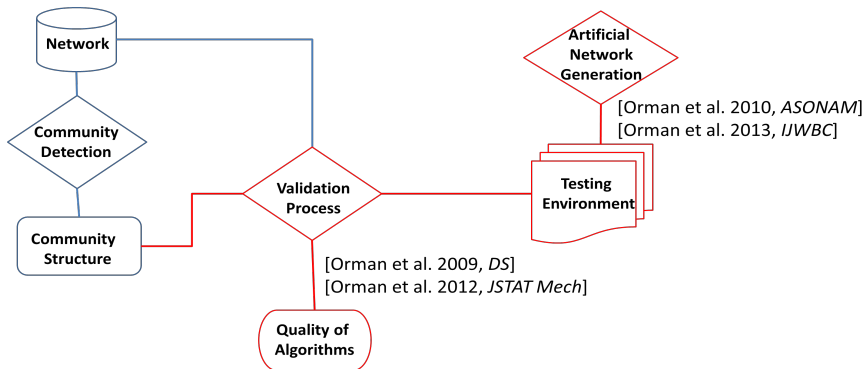 Network
Community
Detection
Community
Structure
Validation
Process
[Orman et al. 2009, DS]
[Orman et al. 2012, JSTAT Mech]
Quality of
Algorithms
Artificial
Network
Generation
[Orman et al. 2010, ASONAM]
[Orman et al. 2013, IJWBC]
Testing
Environment